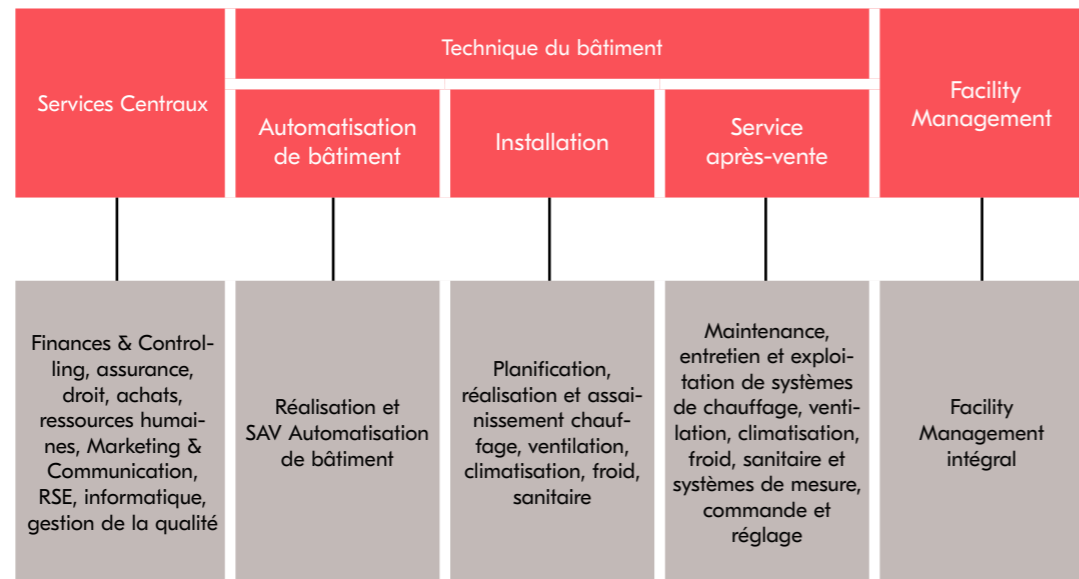 Technique du bâtiment
Services Centraux
Automatisation
de bâtiment
Installation
Service
après-vente
Facility
Management
Finances & Control-
ling, assurance,
droit, achats,
ressources humai-
nes, Marketing &
Communication,
RSE, informatique,
gestion de la qualité
Réalisation et
SAV Automatisation
de bâtiment
Planification,
réalisation et assai-
nissement chauf-
fage, ventilation,
climatisation, froid,
sanitaire
Maintenance,
entretien et exploi-
tation de systèmes
de chauffage, venti-
lation, climatisation,
froid, sanitaire et
systèmes de mesure,
commande et
réglage
Facility
Management
intégral